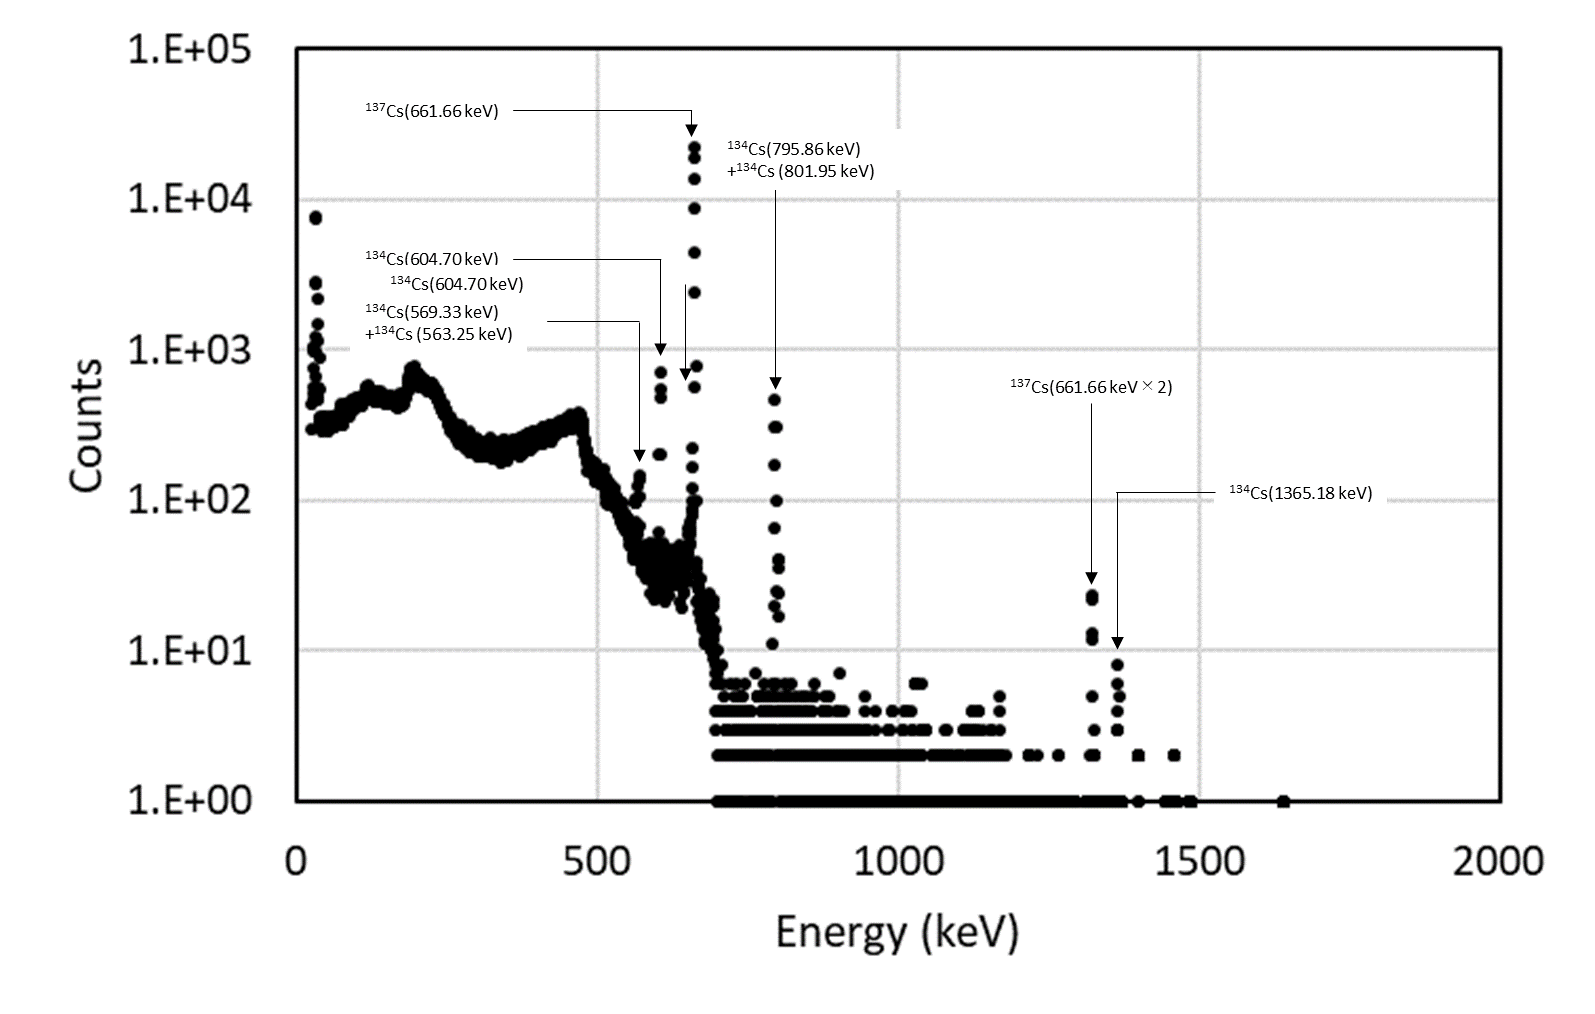 1.E+05
1.E+04
1.E+03
1.E+02
1.E+01
1.E+00
Counts
¹³⁷Cs(661.66 keV)
¹³⁴Cs(795.86 keV)
+¹³⁴Cs (801.95 keV)
¹³⁴Cs(604.70 keV)
¹³⁴Cs(604.70 keV)
¹³⁴Cs(569.33 keV)
+¹³⁴Cs (563.25 keV)
¹³⁷Cs(661.66 keV × 2)
¹³⁴Cs(1365.18 keV)
0 500 1000 1500 2000
Energy (keV)